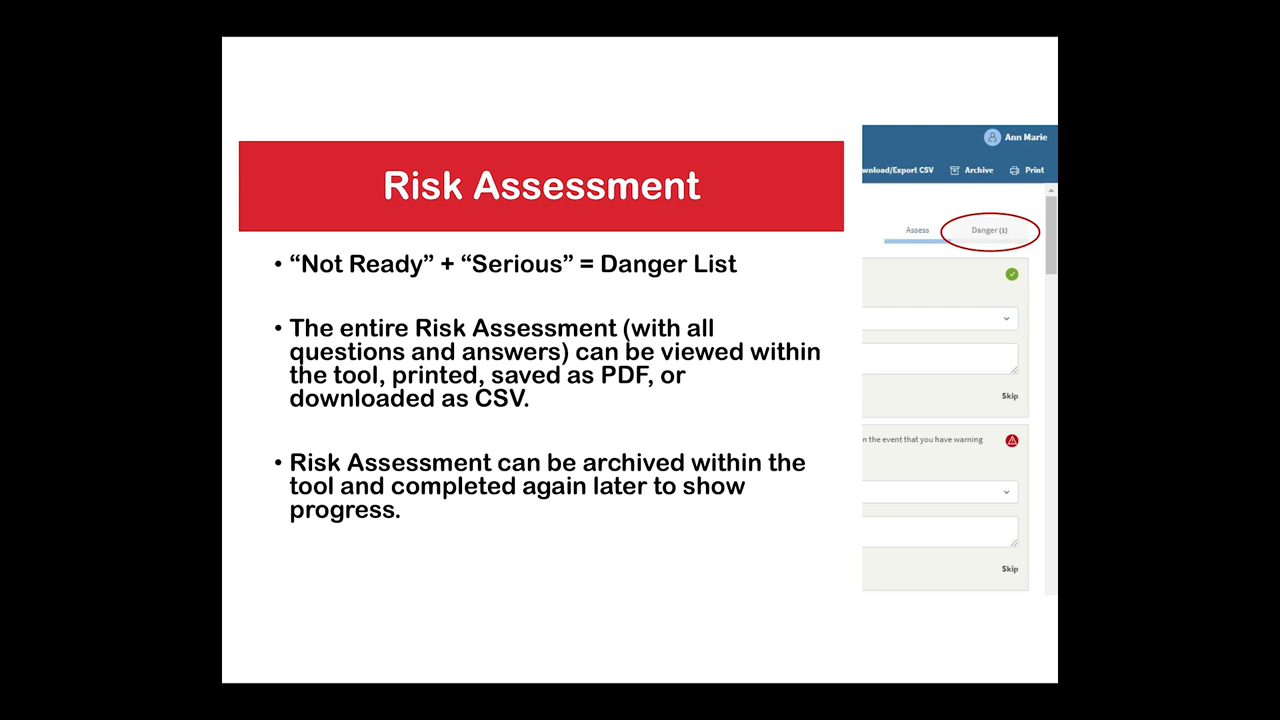 Risk Assessment
• “Not Ready” + “Serious” = Danger List
• The entire Risk Assessment (with all
questions and answers) can be viewed within
the tool, printed, saved as PDF, or
downloaded as CSV.
• Risk Assessment can be archived within the
tool and completed again later to show
progress.
Ann Marie
wnload/Export CSV Archive Print
Assess Danger (1)
Skip
n the event that you have warning
Skip